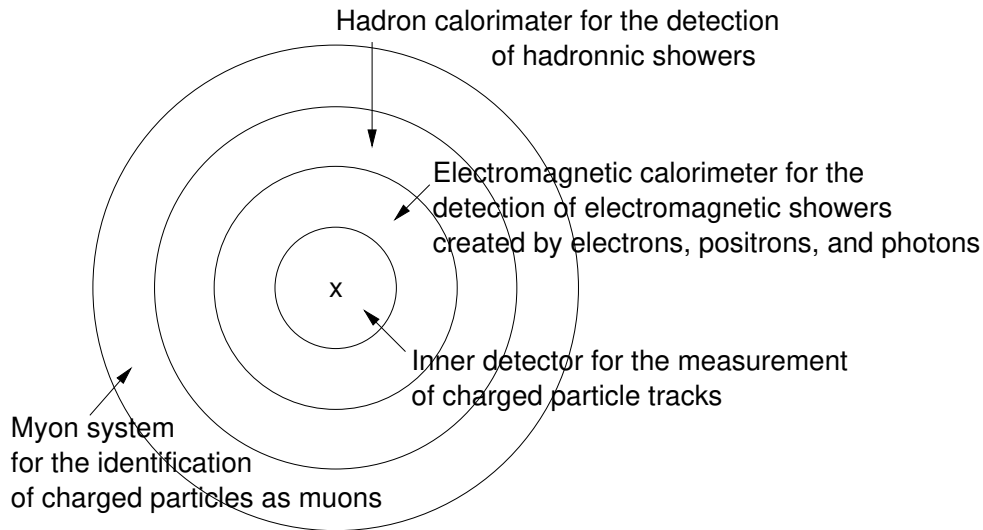 Hadron calorimater for the detection
of hadronnic showers
Electromagnetic calorimeter for the
detection of electromagnetic showers
created by electrons, positrons, and photons
x
Inner detector for the measurement
of charged particle tracks
Myon system
for the identification
of charged particles as muons